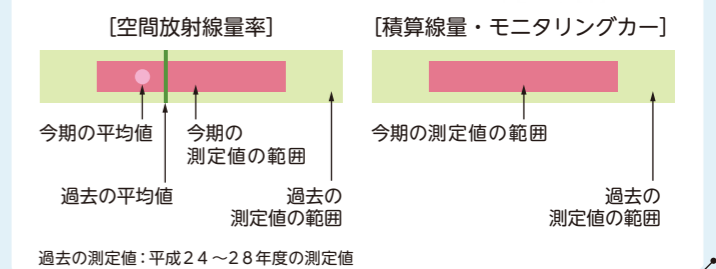 [空間放射線量率]
[積算線量・モニタリングカー]
今期の平均値
今期の
測定値の範囲
過去の平均値
過去の
測定値の範囲
今期の測定値の範囲
過去の
測定値の範囲
過去の測定値:平成24〜28年度の測定値